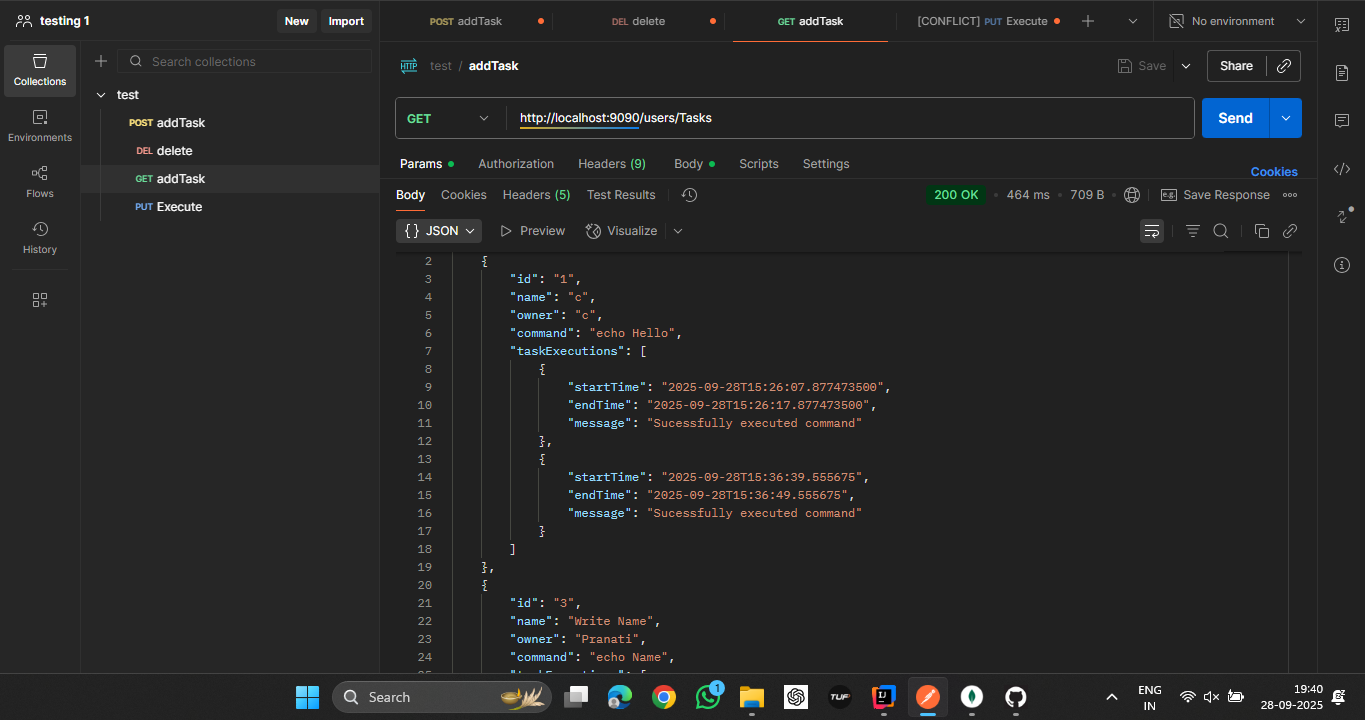 testing 1
New
Import
POST addTask
DEL delete
GET addTask
[CONFLICT] PUT Execute
No environment
Collections
Environments
Flows
History
Search collections
test
POST addTask
DEL delete
GET addTask
PUT Execute
HTTP
test / addTask
Save
Share
GET
http://localhost:9090/users/Tasks
Send
Params
Authorization
Headers (9)
Body
Scripts
Settings
Cookies
Body
Cookies
Headers (5)
Test Results
200 OK
464 ms
709 B
e.g.
Save Response
{} JSON
Preview
Visualize
2 {
3 "id": "1",
4 "name": "c",
5 "owner": "c",
6 "command": "echo Hello",
7 "taskExecutions": [
8 {
9 "startTime": "2025-09-28T15:26:07.877473500",
10 "endTime": "2025-09-28T15:26:17.877473500",
11 "message": "Sucessfully executed command"
12 },
13 {
14 "startTime": "2025-09-28T15:36:39.555675",
15 "endTime": "2025-09-28T15:36:49.555675",
16 "message": "Sucessfully executed command"
17 }
18 ]
19 },
20 {
21 "id": "3",
22 "name": "Write Name",
23 "owner": "Pranati",
24 "command": "echo Name",
Search
1
TUF
ENG
IN
19:40
28-09-2025